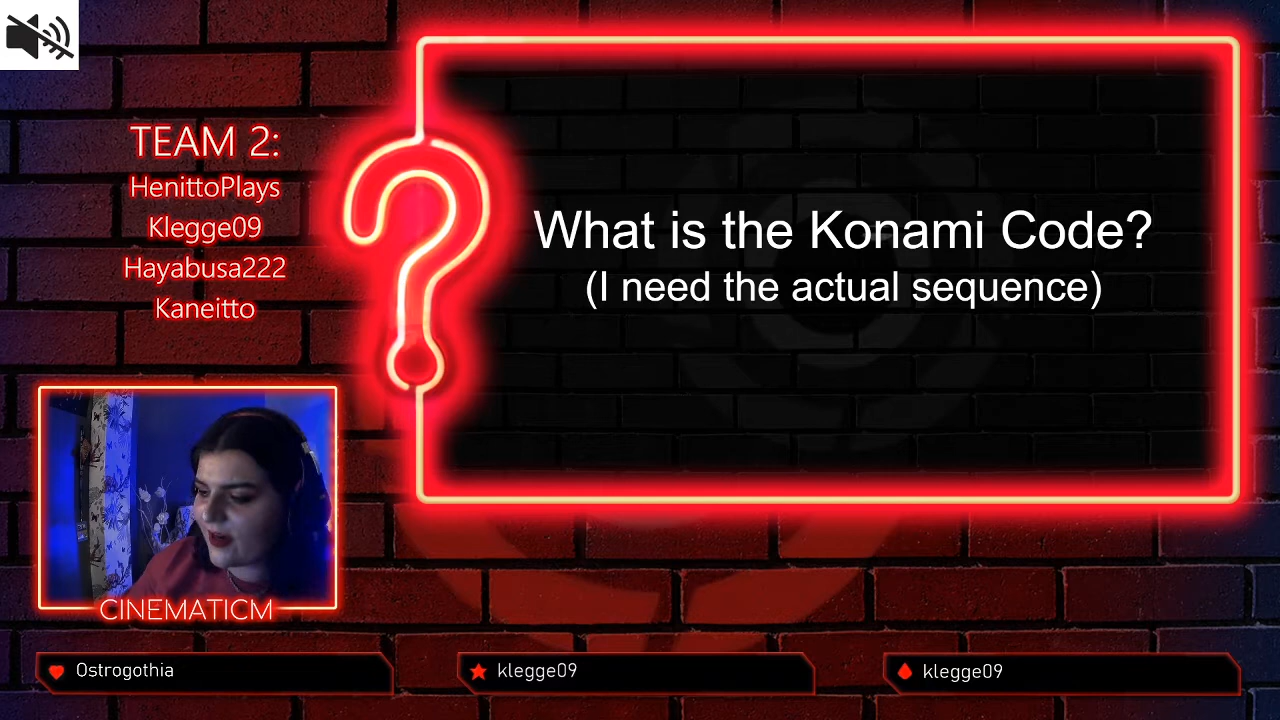 TEAM 2:
HenittoPlays
Klegge09
Hayabusa222
Kaneitto
What is the Konami Code?
(I need the actual sequence)
CINEMATICM
Ostrogothia
klegge09
klegge09